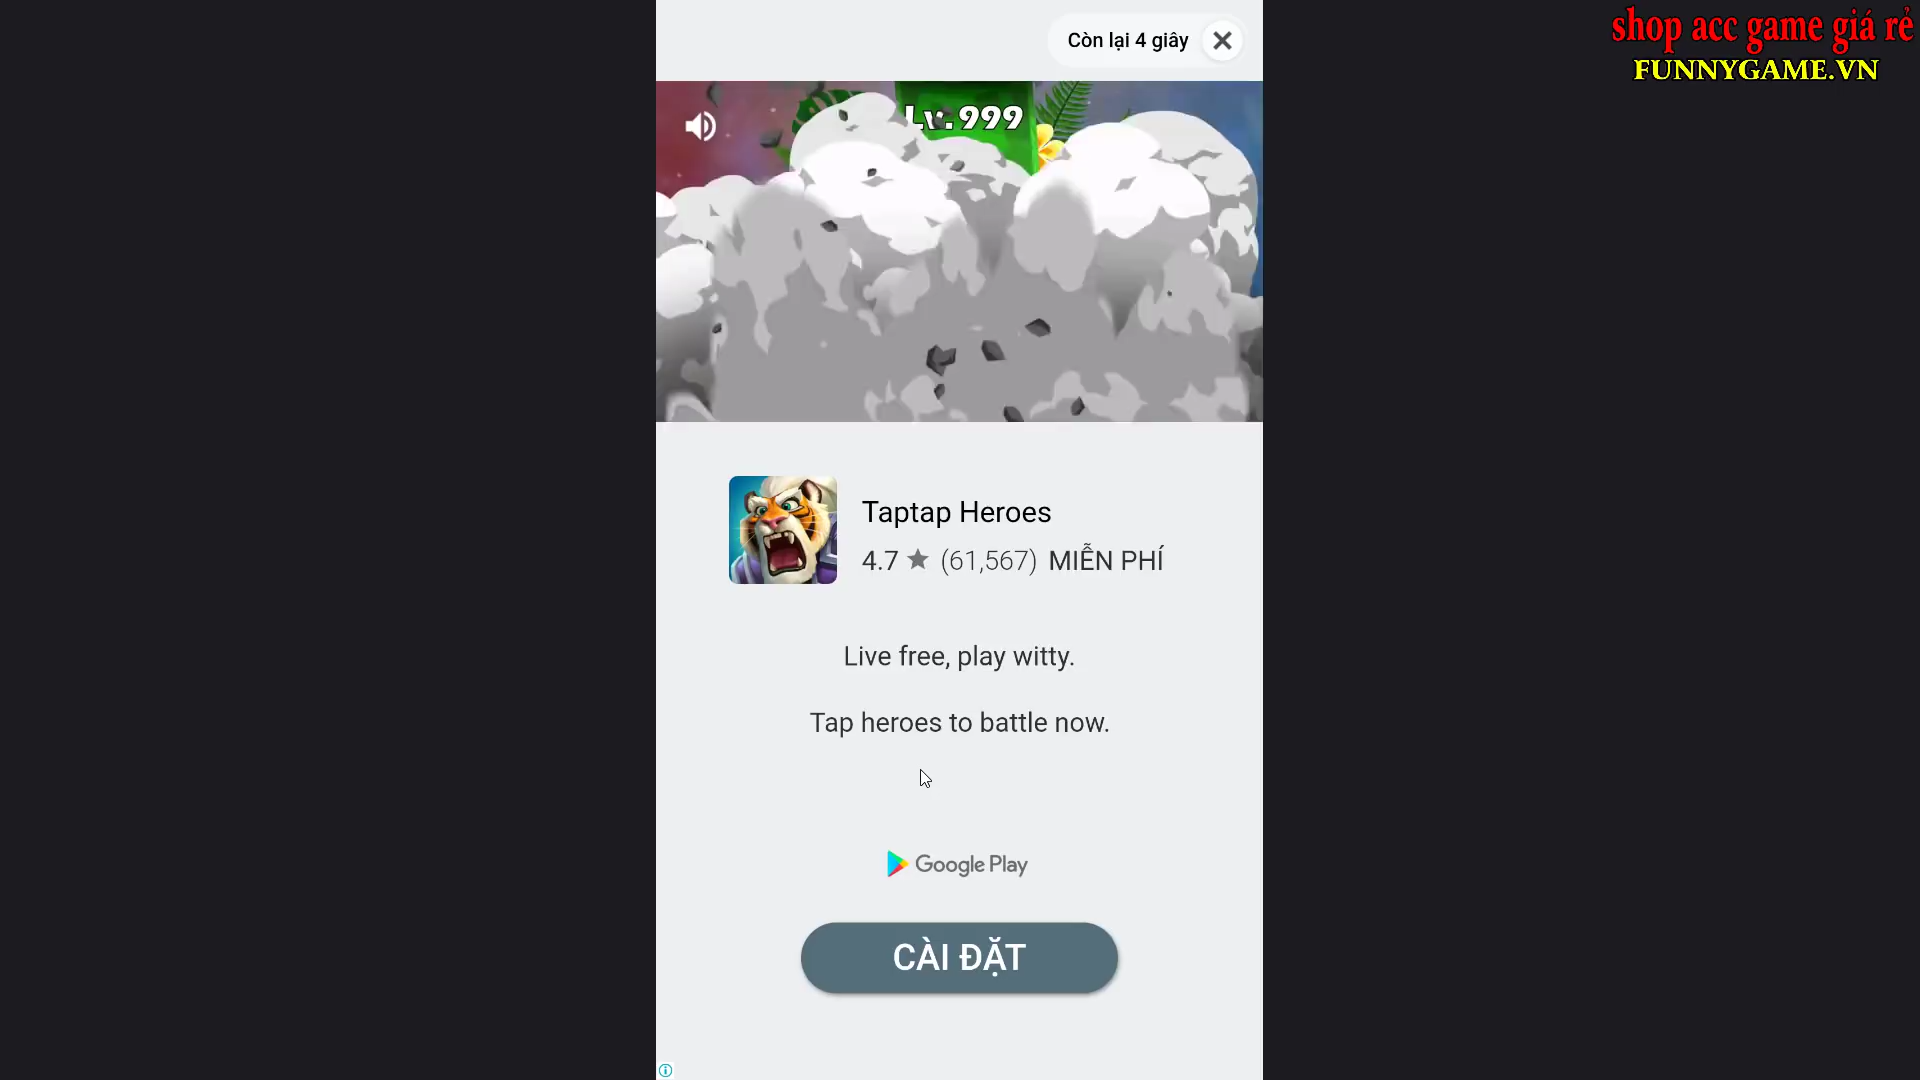 Còn lại 4 giây
shop acc game giá rẻ
FUNNYGAME.VN
Lv.999
Taptap Heroes
4.7 ★ (61,567) MIỄN PHÍ
Live free, play witty.
Tap heroes to battle now.
Google Play
CÀI ĐẶT